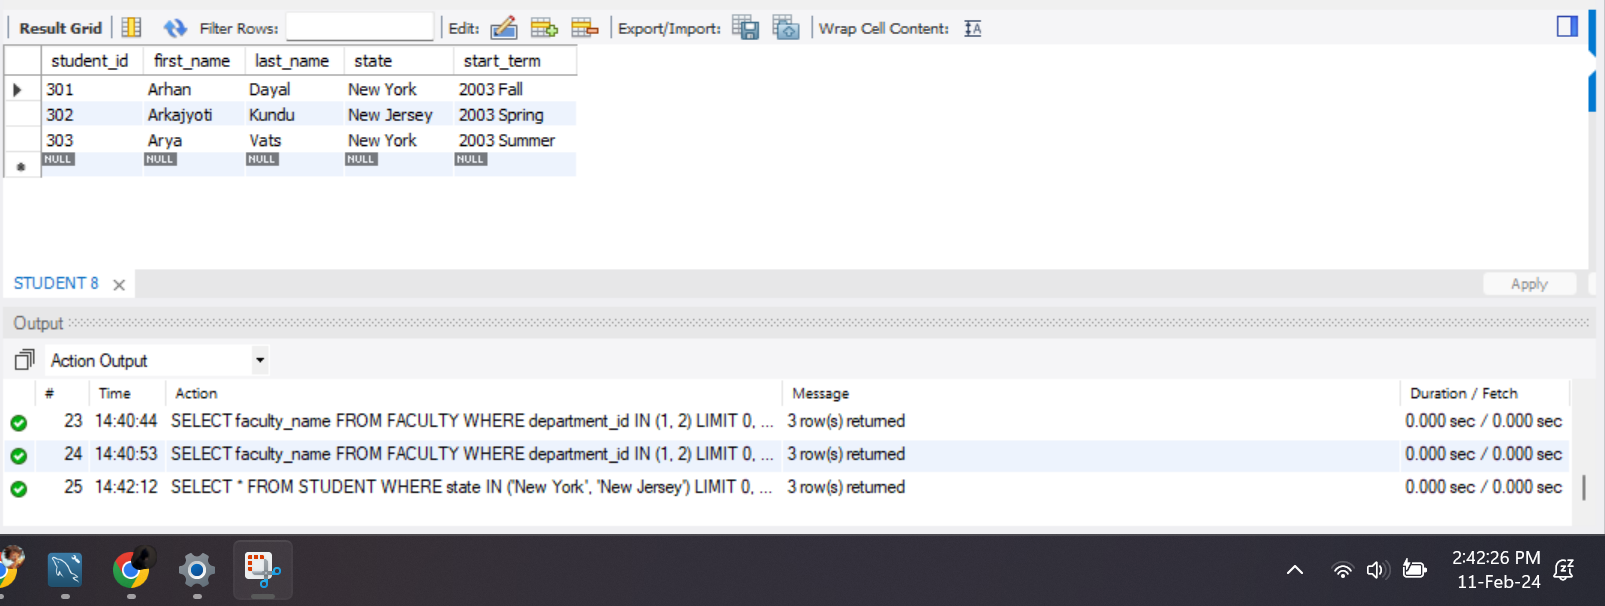 Result Grid Filter Rows: Edit: Export/Import: Wrap Cell Content: IA
student_id first_name last_name state start_term
301 Arhan Dayal New York 2003 Fall
302 Arkajyoti Kundu New Jersey 2003 Spring
303 Arya Vats New York 2003 Summer
NULL NULL NULL NULL NULL
STUDENT 8 Apply
Output
Action Output
# Time Action Message Duration / Fetch
23 14:40:44 SELECT faculty_name FROM FACULTY WHERE department_id IN (1, 2) LIMIT 0, ... 3 row(s) returned 0.000 sec / 0.000 sec
24 14:40:53 SELECT faculty_name FROM FACULTY WHERE department_id IN (1, 2) LIMIT 0, ... 3 row(s) returned 0.000 sec / 0.000 sec
25 14:42:12 SELECT * FROM STUDENT WHERE state IN ('New York', 'New Jersey') LIMIT 0, ... 3 row(s) returned 0.000 sec / 0.000 sec
2:42:26 PM
11-Feb-24